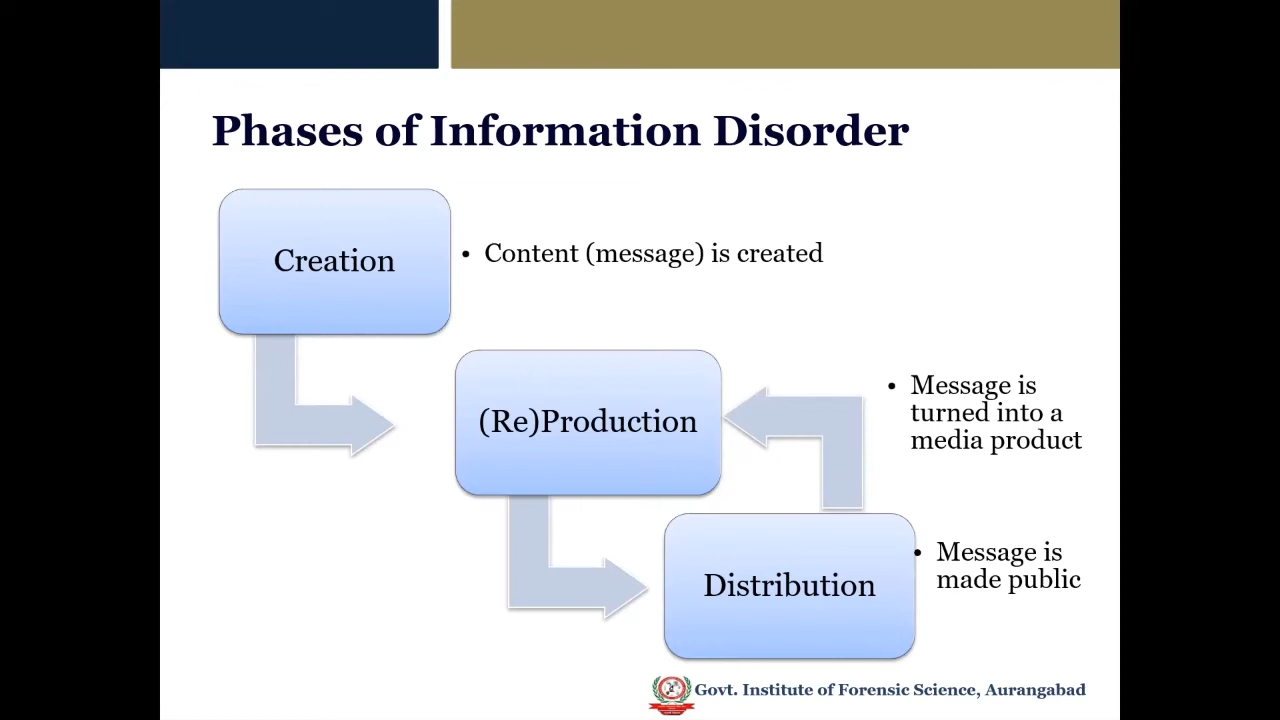 Phases of Information Disorder
Creation
• Content (message) is created
(Re)Production
• Message is
turned into a
media product
Distribution
• Message is
made public
Govt. Institute of Forensic Science, Aurangabad